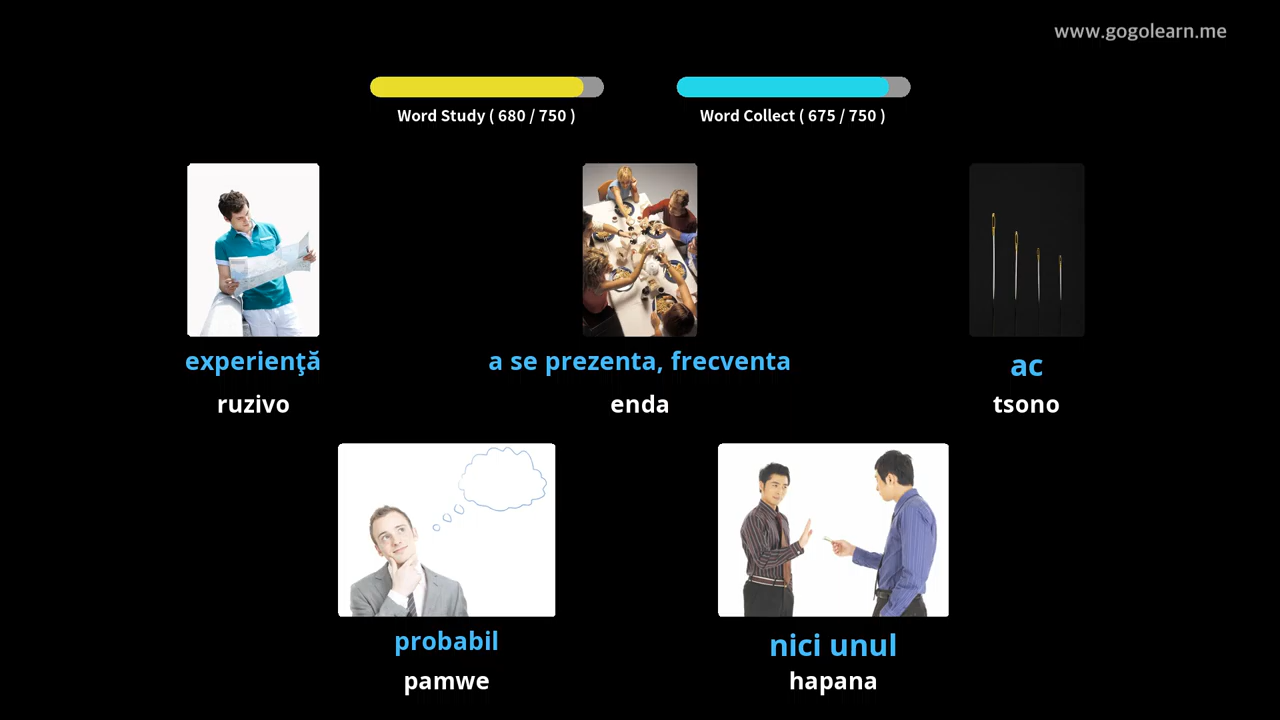 www.gogolearn.me
Word Study ( 680 / 750 )
Word Collect ( 675 / 750 )
experienţă
a se prezenta, frecventa
ac
ruzivo
enda
tsono
probabil
nici unul
pamwe
hapana